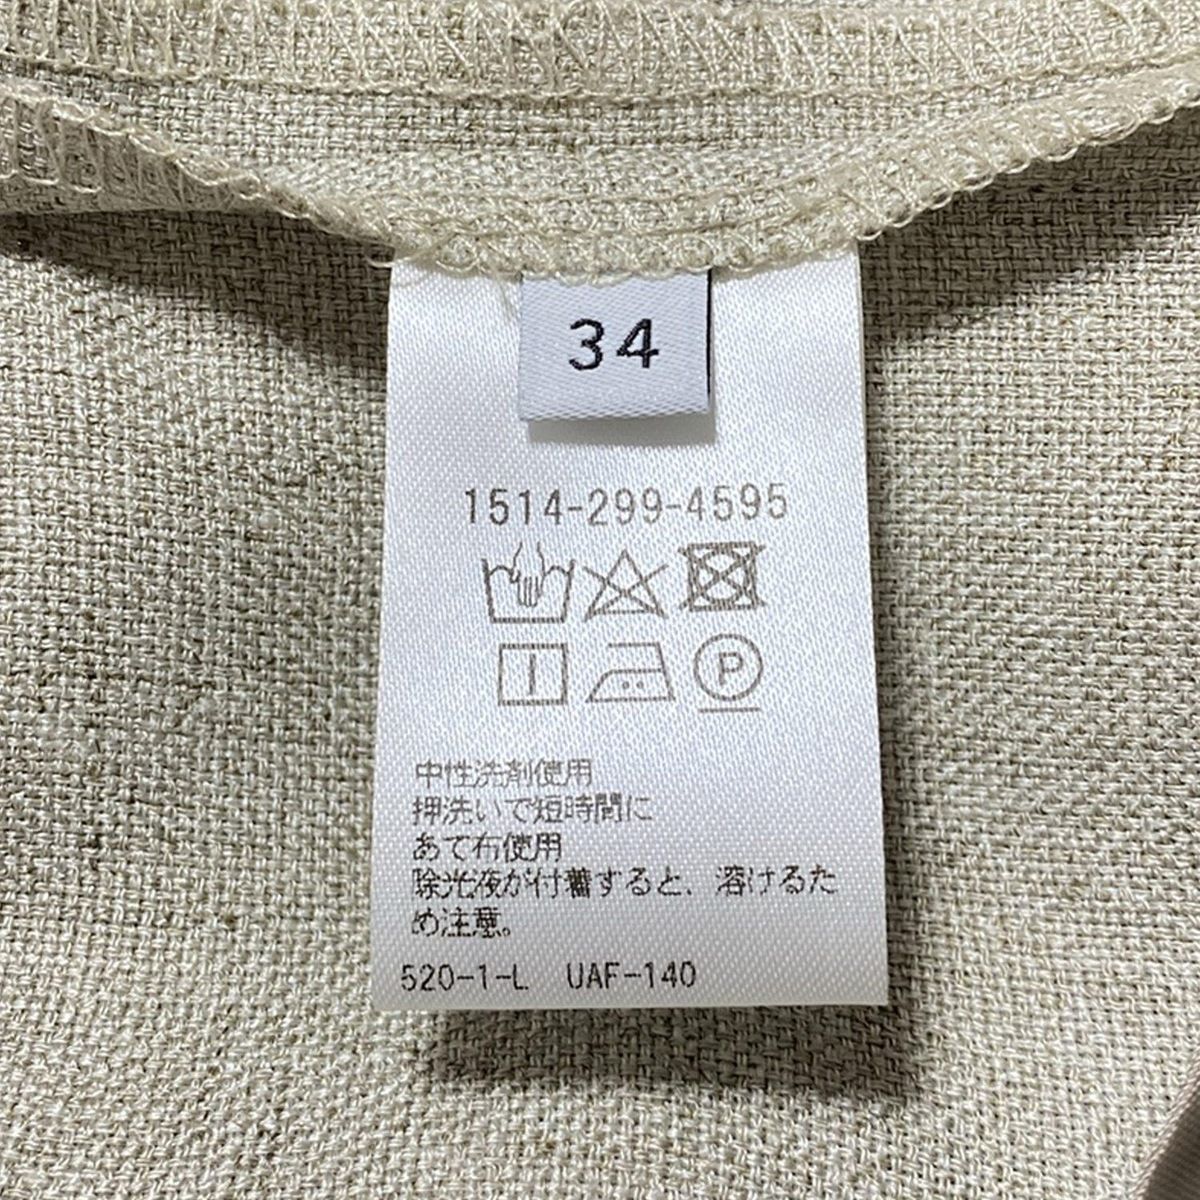 34
1514-299-4595
P
中性洗剤使用
押洗いで短時間に
あて布使用
除光液が付着すると、溶けるた
め注意。
520-1-L UAF-140